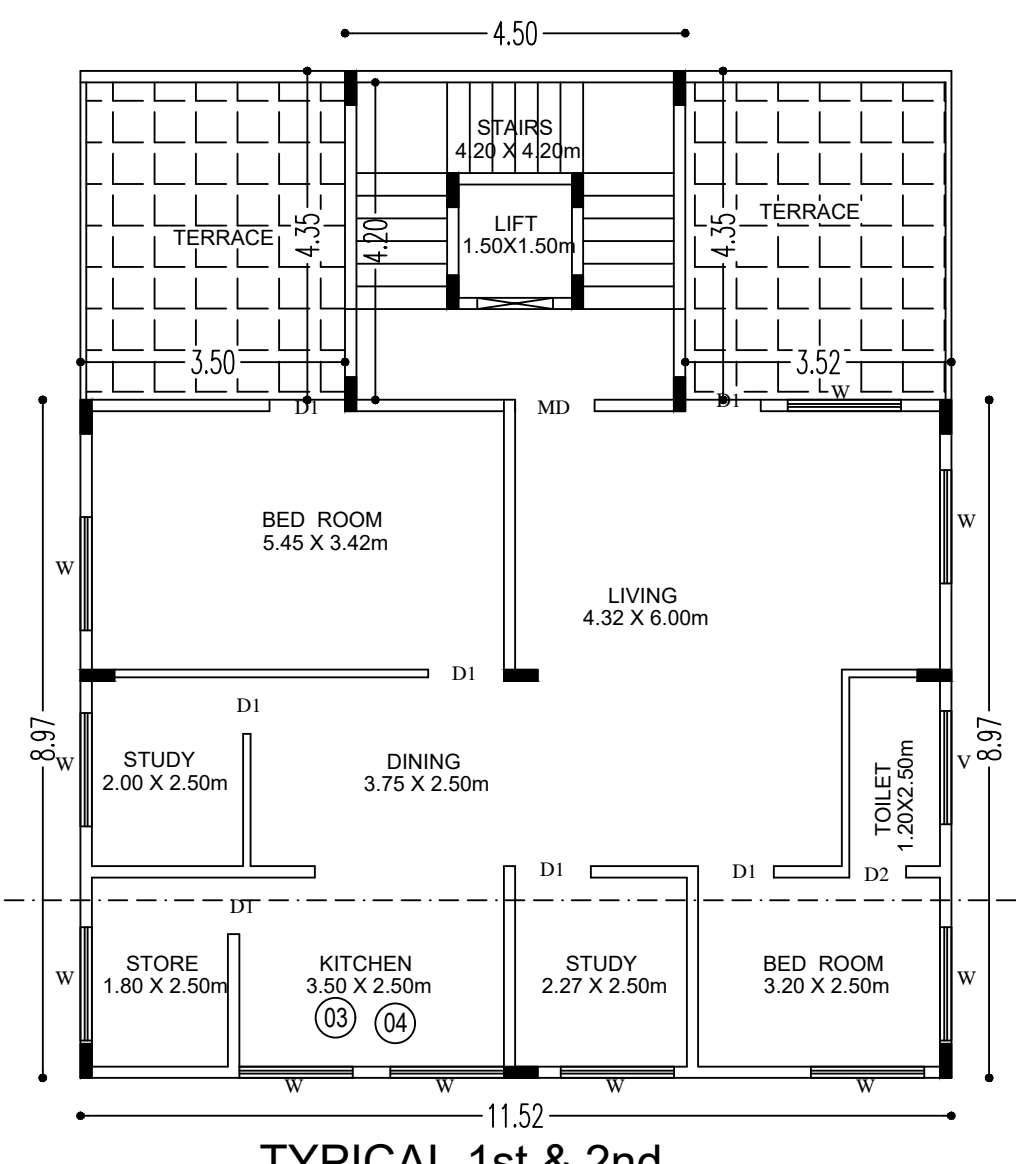 4.50
STAIRS
4.20 X 4.20m
TERRACE
4.35
4.20
LIFT
1.50X1.50m
4.35
TERRACE
3.50
3.52
D1
MD
D1
W
BED ROOM
5.45 X 3.42m
W
W
LIVING
4.32 X 6.00m
D1
D1
8.97
W
STUDY
2.00 X 2.50m
DINING
3.75 X 2.50m
TOILET
1.20X2.50m
V
8.97
D1
D1
D2
D1
W
STORE
1.80 X 2.50m
KITCHEN
3.50 X 2.50m
03
04
STUDY
2.27 X 2.50m
BED ROOM
3.20 X 2.50m
W
W
W
W
W
11.52
TYPICAL 1st & 2nd